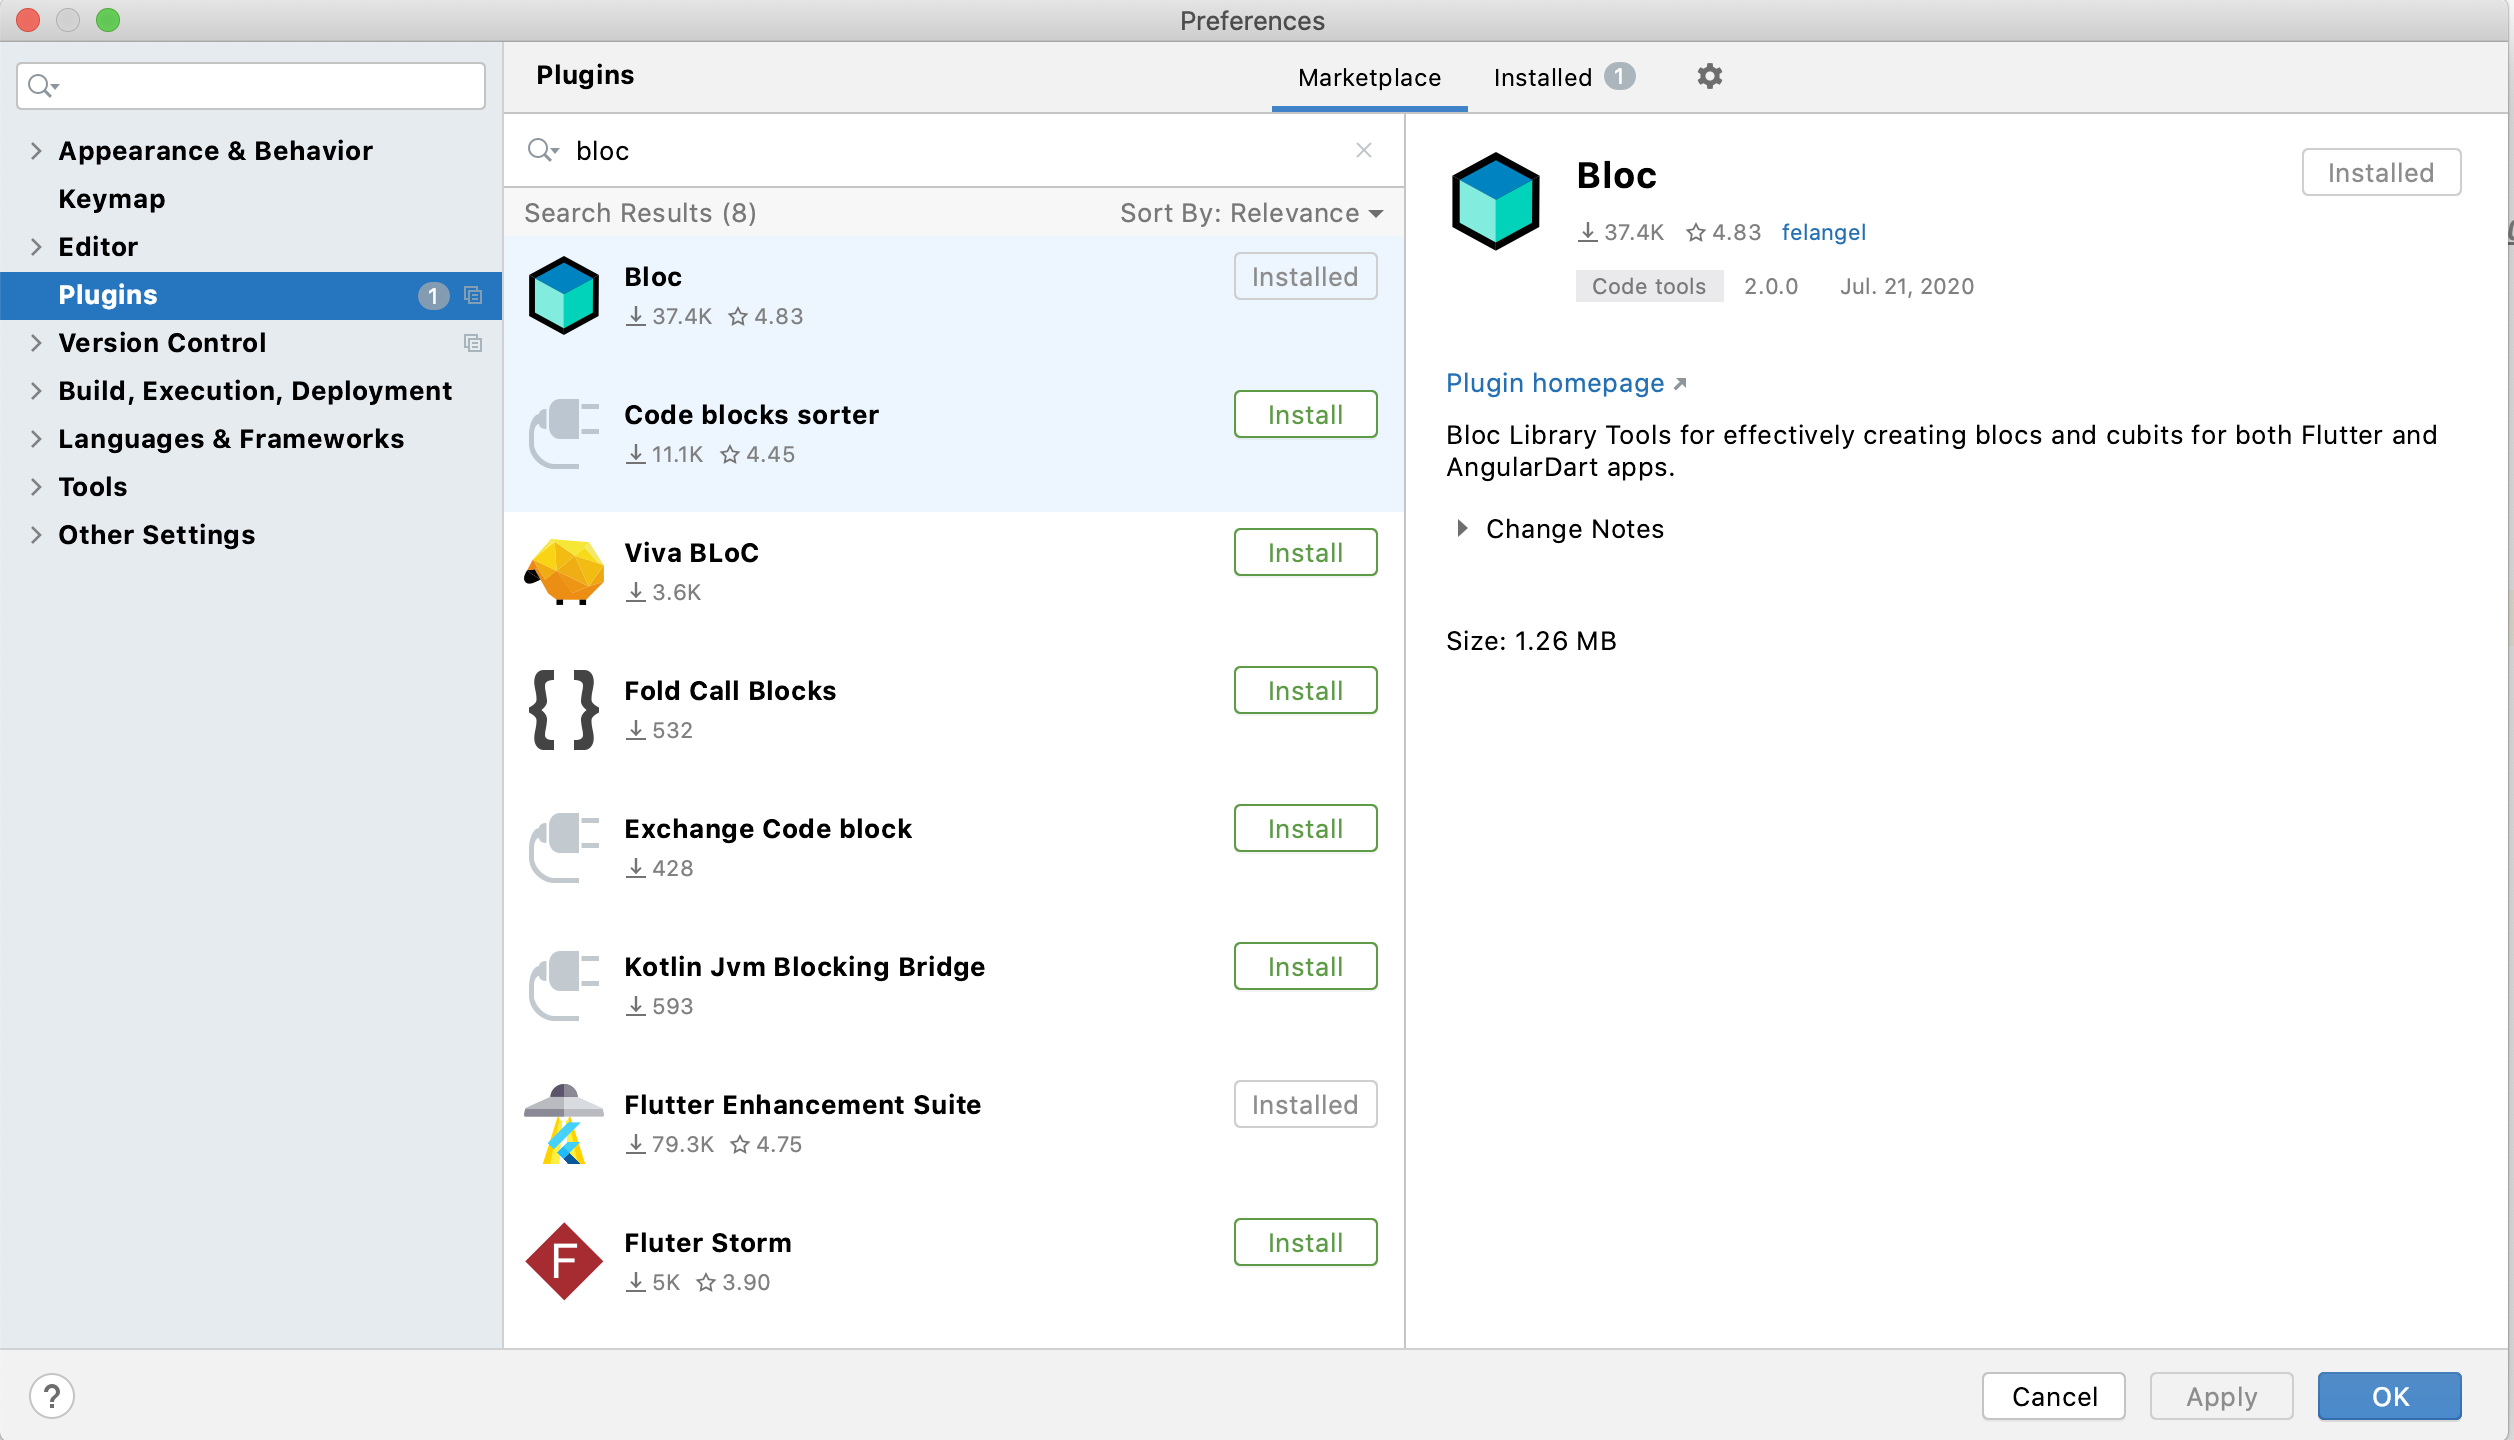 Preferences
Appearance & Behavior
Keymap
Editor
Plugins 1
Version Control
Build, Execution, Deployment
Languages & Frameworks
Tools
Other Settings
Plugins
Marketplace
Installed 1
bloc
Search Results (8)
Sort By: Relevance
Bloc
Installed
37.4K 4.83
Code blocks sorter
Install
11.1K 4.45
Viva BLoC
Install
3.6K
Fold Call Blocks
Install
532
{ }
Exchange Code block
Install
428
Kotlin Jvm Blocking Bridge
Install
593
Flutter Enhancement Suite
Installed
79.3K 4.75
F
Fluter Storm
Install
5K 3.90
Bloc
Installed
37.4K 4.83 felangel
Code tools 2.0.0 Jul. 21, 2020
Plugin homepage
Bloc Library Tools for effectively creating blocs and cubits for both Flutter and
AngularDart apps.
Change Notes
Size: 1.26 MB
?
Cancel
Apply
OK